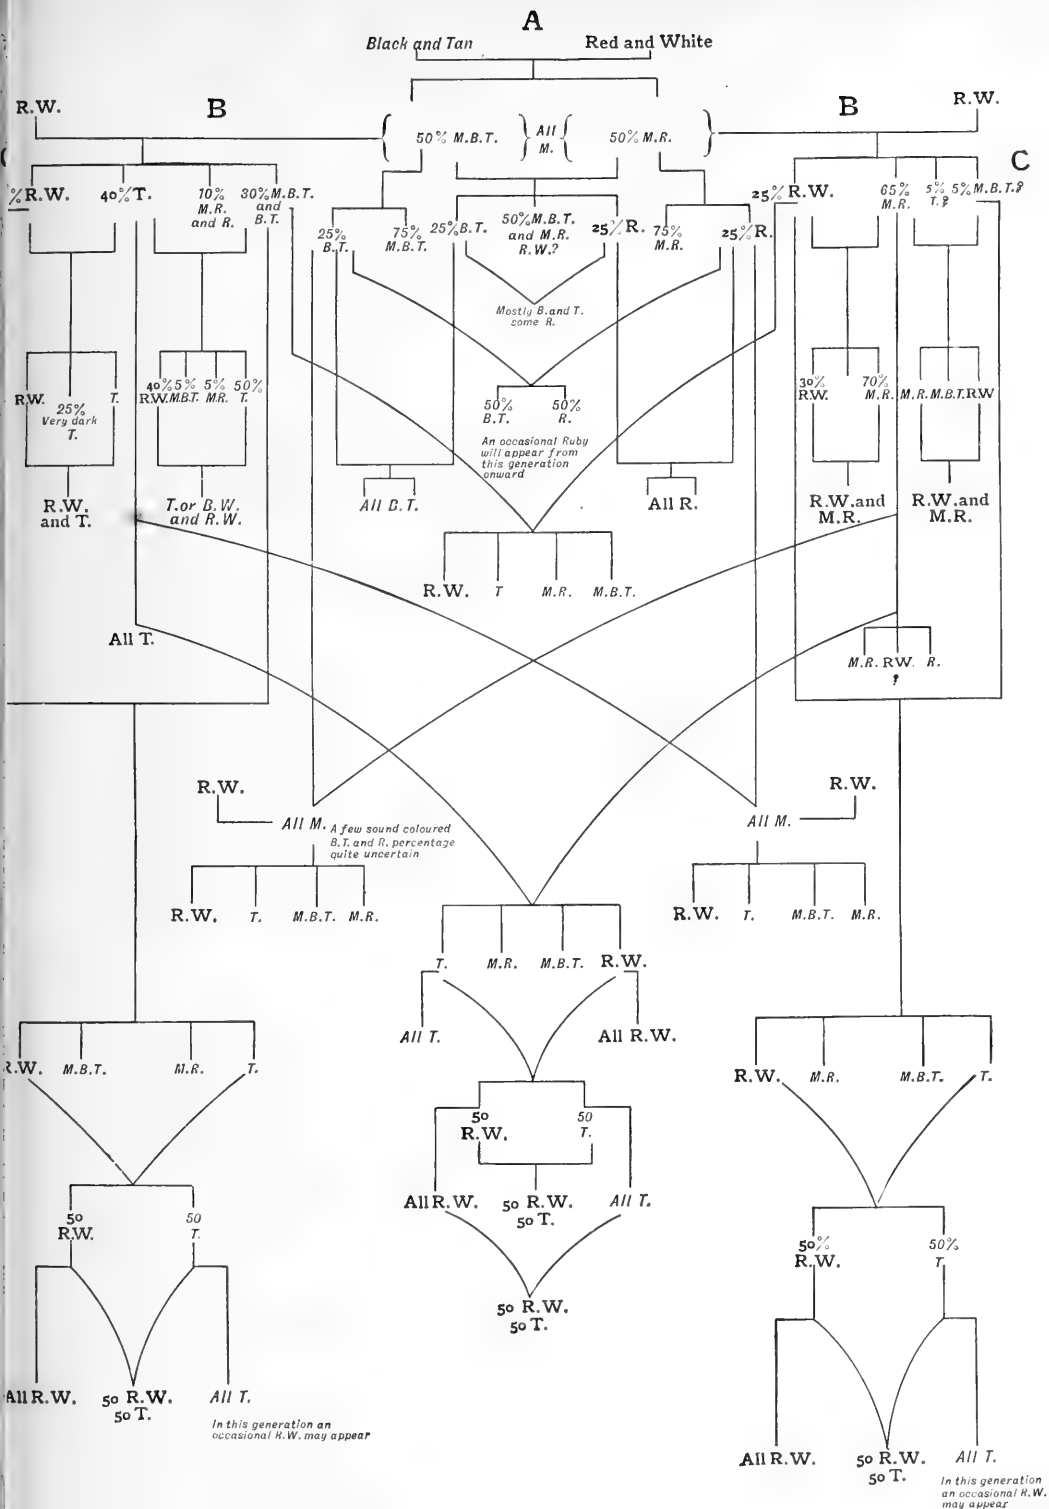 A
Black and Tan Red and White
R.W. B B R.W.
50% M.B.T. All M. 50% M.R.
C
%R.W. 40% T. 10% M.R. and R. 30% M.B.T. and B.T.
25% B.T. 75% M.B.T. 25% B.T. 50% M.B.T. and M.R. R.W.? 25% R. 75% M.R. 25% R.
25% R.W. 65% M.R. 5% T.? 5% M.B.T.?
Mostly B. and T.
some R.
R.W. 25% Very dark T. T.
40% R.W. 5% M.B.T. 5% M.R. 50% T.
50% B.T. 50% R.
30% R.W. 70% M.R. M.R. M.B.T. R.W
An occasional Ruby
will appear from
this generation
onward
R.W. and T. T. or B.W. and R.W. All B.T. All R. R.W. and M.R. R.W. and M.R.
R.W. T M.R. M.B.T.
All T.
M.R. R.W. R.
?
R.W. R.W.
All M. A few sound coloured
B.T. and R. percentage
quite uncertain
All M.
R.W. T. M.B.T. M.R. R.W. T. M.B.T. M.R.
T. M.R. M.B.T. R.W.
All T. All R.W.
R.W. M.B.T. M.R. T. R.W. M.R. M.B.T. T.
50 R.W. 50 T.
All R.W. 50 R.W. 50 T. All T.
50 R.W. 50 T.
50% R.W. 50% T.
50 R.W.
50 T.
All R.W. 50 R.W. 50 T. All T.
In this generation an
occasional R.W. may appear
All R.W. 50 R.W. 50 T. All T.
In this generation
an occasional R.W.
may appear